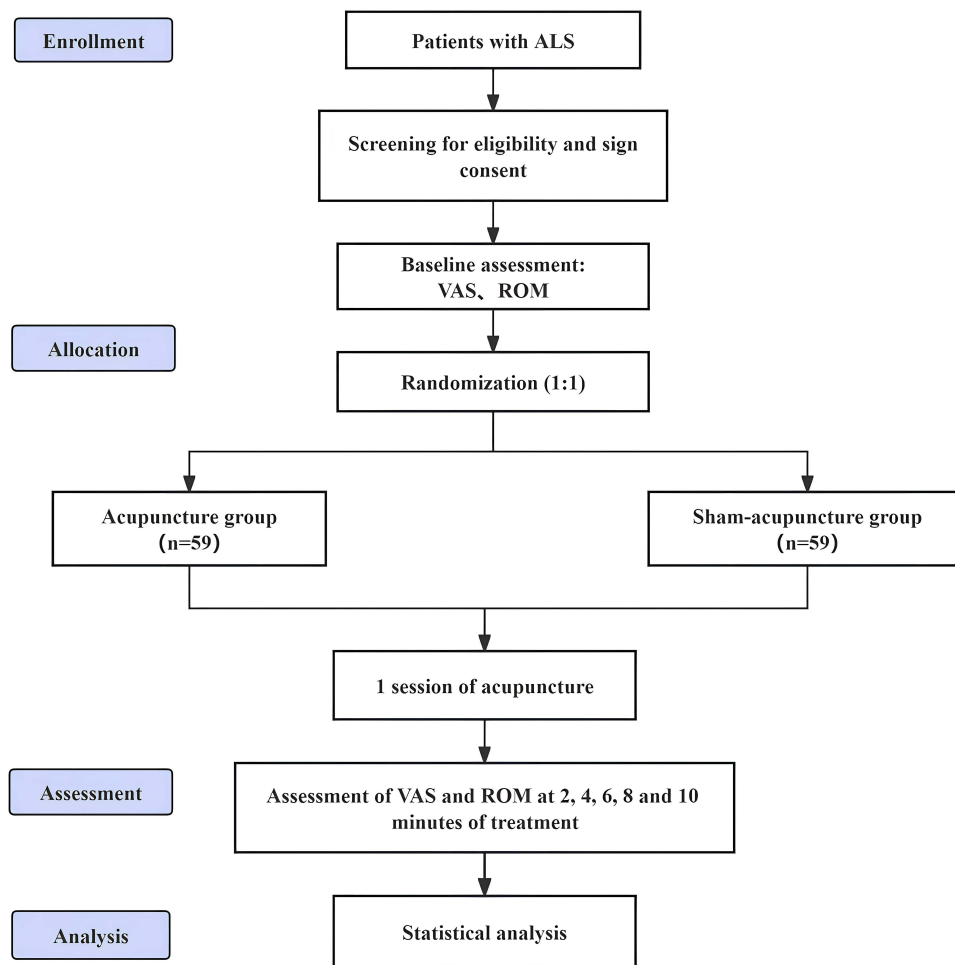 Enrollment
Patients with ALS
Screening for eligibility and sign
consent
Baseline assessment:
VAS、ROM
Allocation
Randomization (1:1)
Acupuncture group
（n=59）
Sham-acupuncture group
（n=59）
1 session of acupuncture
Assessment
Assessment of VAS and ROM at 2, 4, 6, 8 and 10
minutes of treatment
Analysis
Statistical analysis